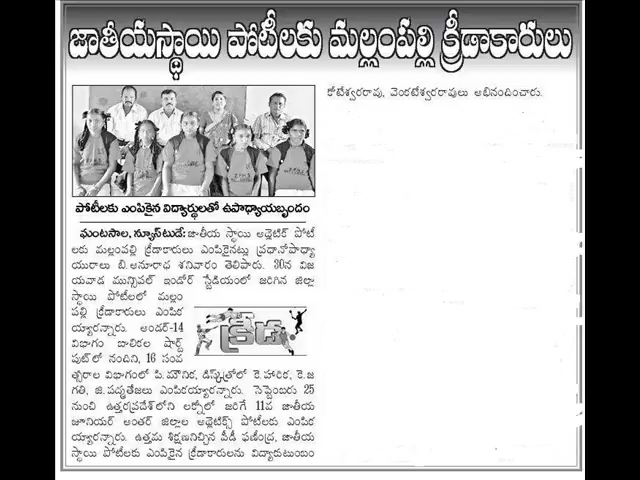 జాతీయస్థాయి పోటీలకు మల్లంపల్లి క్రీడాకారులు
పోటీలకు ఎంపికైన విద్యార్థులతో ఉపాధ్యాయబృందం
ఘంటసాల, న్యూస్‌టుడే: జాతీయ స్థాయి అథ్లెటిక్ పోటీ
లకు మల్లంపల్లి క్రీడాకారులు ఎంపికైనట్లు ప్రధానోపాధ్యా
యురాలు బి.అనూరాధ శనివారం తెలిపారు. 30న విజ
యవాడ మున్సిపల్ ఇండోర్ స్టేడియంలో జరిగిన జిల్లా
స్థాయి పోటీలలో మల్లం
పల్లి క్రీడాకారులు ఎంపిక
య్యారన్నారు. అండర్-14
విభాగం బాలికల షార్ట్
పుట్‌లో నందిని, 16 సంవ
త్సరాల విభాగంలో పి.మౌనిక, డిస్క్‌త్రోలో కె.హారిక, కె.జ
గతి, జి.పద్మతేజలు ఎంపికయ్యారన్నారు. సెప్టెంబరు 25
నుంచి ఉత్తరప్రదేశ్‌లోని లక్నోలో జరిగే 11వ జాతీయ
జూనియర్ అంతర్ జిల్లాల అథ్లెటిక్స్ పోటీలకు ఎంపిక
య్యారన్నారు. ఉత్తమ శిక్షణనిచ్చిన పీడీ ఫణీంద్ర, జాతీయ
స్థాయి పోటీలకు ఎంపికైన క్రీడాకారులను విద్యాకుటుంబం
క్రీడ
కోటేశ్వరరావు, వెంకటేశ్వరరావులు అభినందించారు.